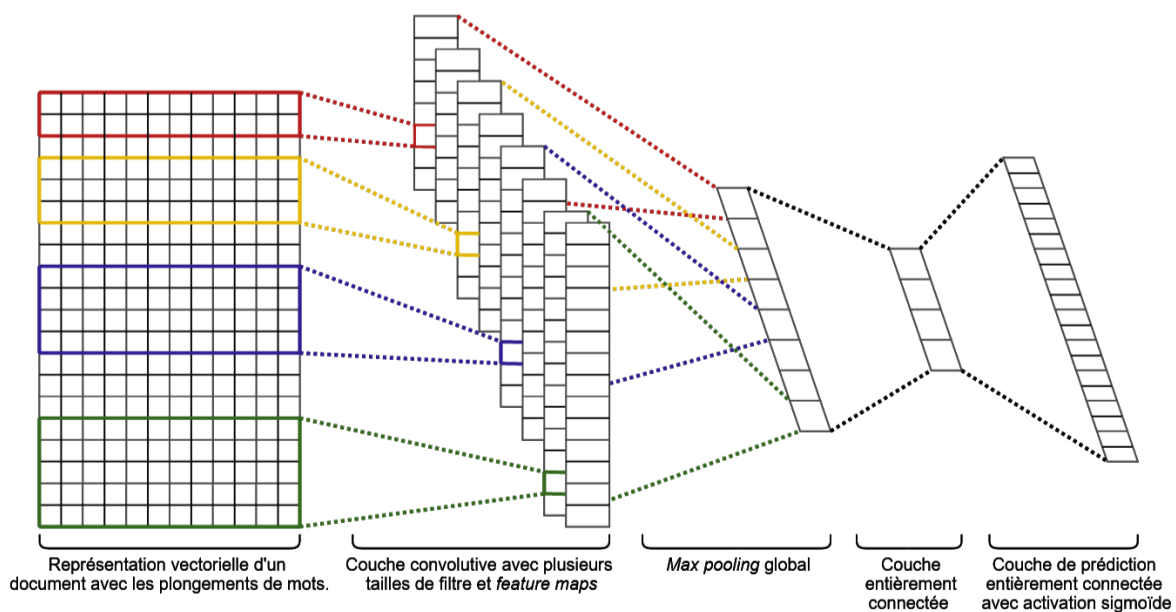 Représentation vectorielle d'un
document avec les plongements de mots.
Couche convolutive avec plusieurs
tailles de filtre et feature maps
Max pooling global
Couche
entièrement
connectée
Couche de prédiction
entièrement connectée
avec activation sigmoïde